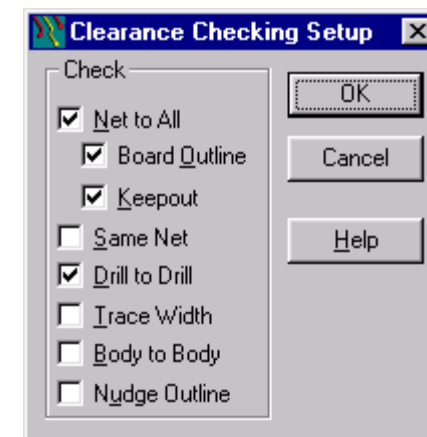 Clearance Checking Setup
Check
Net to All
Board Outline
Keepout
Same Net
Drill to Drill
Trace Width
Body to Body
Nudge Outline
OK
Cancel
Help